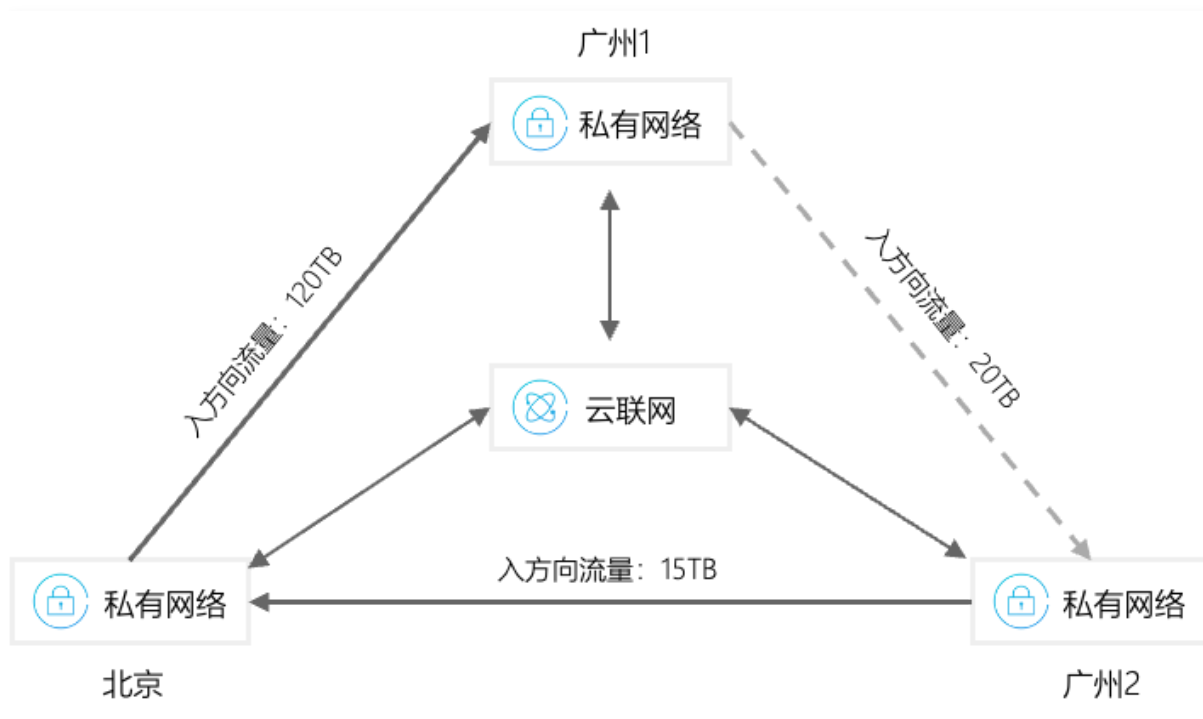 广州1
私有网络
入方向流量：120TB
入方向流量：20TB
云联网
入方向流量：15TB
私有网络
私有网络
北京
广州2